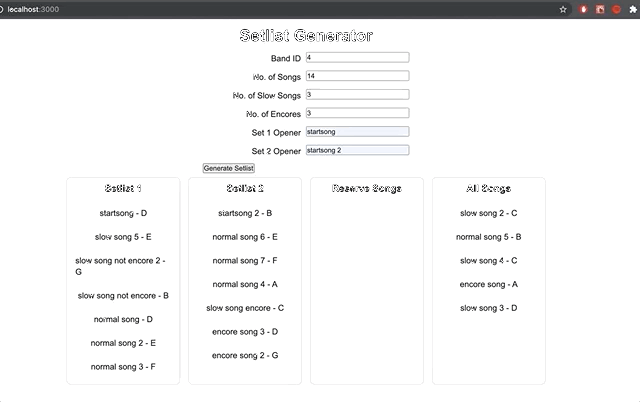 localhost:3000
Setlist Generator
Band ID 4
No. of Songs 14
No. of Slow Songs 3
No. of Encores 3
Set 1 Opener startsong
Set 2 Opener startsong 2
Generate Setlist
Setlist 1
startsong - D
slow song 5 - E
slow song not encore 2 -
G
slow song not encore - B
normal song - D
normal song 2 - E
normal song 3 - F
Setlist 2
startsong 2 - B
normal song 6 - E
normal song 7 - F
normal song 4 - A
slow song encore - C
encore song 3 - D
encore song 2 - G
Reserve Songs
All Songs
slow song 2 - C
normal song 5 - B
slow song 4 - C
encore song - A
slow song 3 - D